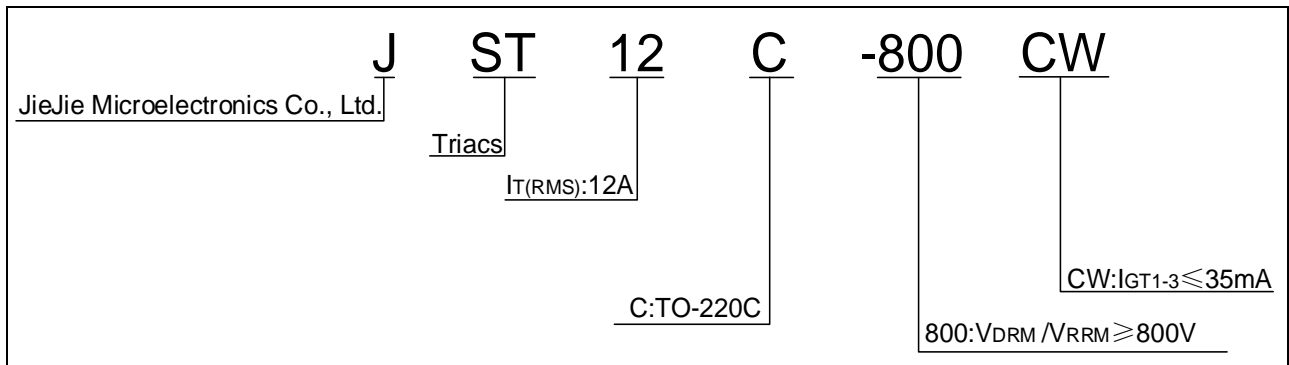 J ST 12 C -800 CW
JieJie Microelectronics Co., Ltd.
Triacs
IT(RMS):12A
CW:IGT1-3≤35mA
C:TO-220C
800:VDRM /VRRM≥800V